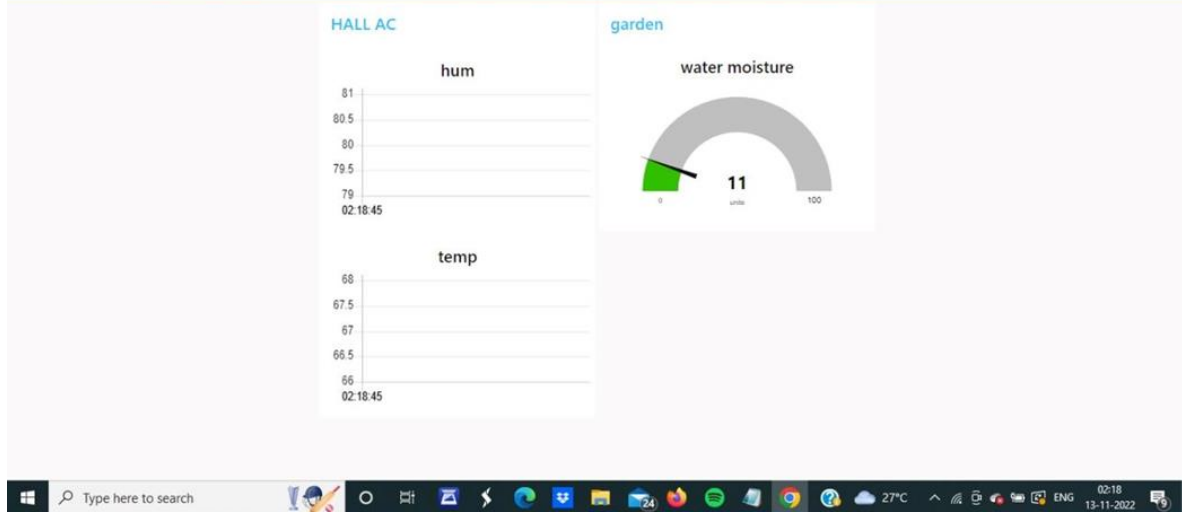 HALL AC
hum
81
80.5
80
79.5
79
02:18:45
temp
68
67.5
67
66.5
66
02:18:45
garden
water moisture
11
units
0
100
Type here to search
24
27°C
ENG
02:18
13-11-2022
9